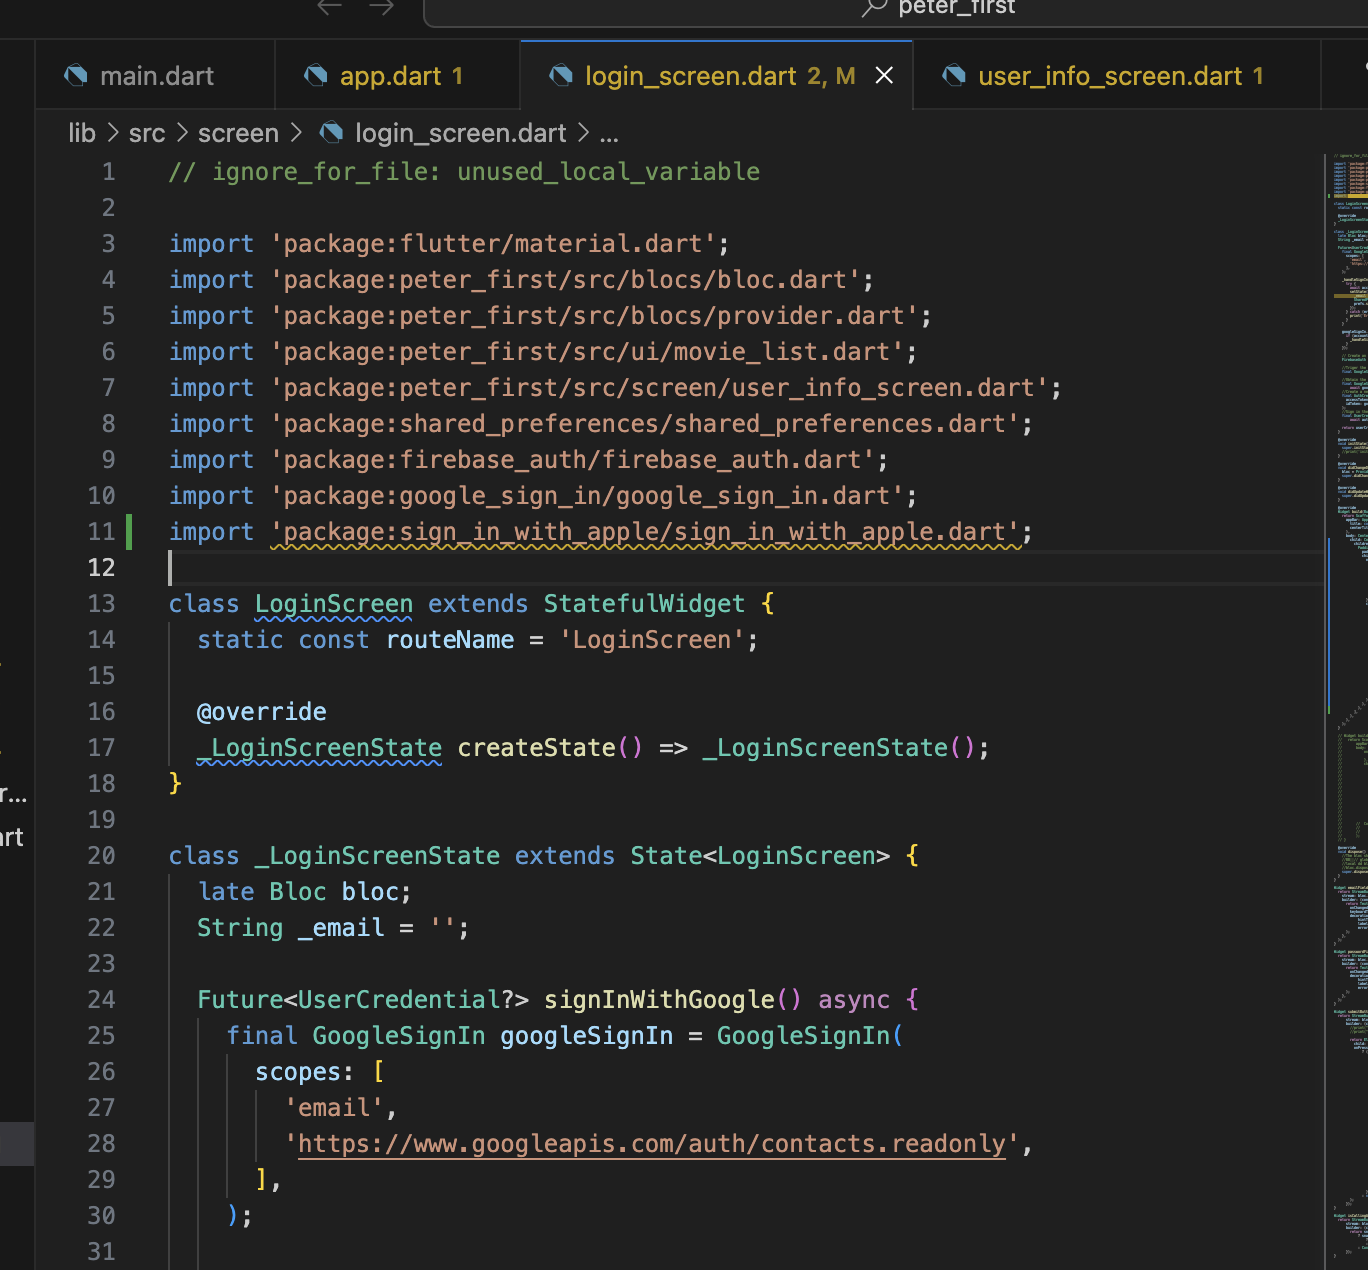 peter_first
main.dart
app.dart 1
login_screen.dart 2, M
user_info_screen.dart 1
lib > src > screen > login_screen.dart > ...
1 // ignore_for_file: unused_local_variable
2
3 import 'package:flutter/material.dart';
4 import 'package:peter_first/src/blocs/bloc.dart';
5 import 'package:peter_first/src/blocs/provider.dart';
6 import 'package:peter_first/src/ui/movie_list.dart';
7 import 'package:peter_first/src/screen/user_info_screen.dart';
8 import 'package:shared_preferences/shared_preferences.dart';
9 import 'package:firebase_auth/firebase_auth.dart';
10 import 'package:google_sign_in/google_sign_in.dart';
11 import 'package:sign_in_with_apple/sign_in_with_apple.dart';
12
13 class LoginScreen extends StatefulWidget {
14 static const routeName = 'LoginScreen';
15
16 @override
17 _LoginScreenState createState() => _LoginScreenState();
18 }
19
20 class _LoginScreenState extends State<LoginScreen> {
21 late Bloc bloc;
22 String _email = '';
23
24 Future<UserCredential?> signInWithGoogle() async {
25 final GoogleSignIn googleSignIn = GoogleSignIn(
26 scopes: [
27 'email',
28 'https://www.googleapis.com/auth/contacts.readonly',
29 ],
30 );
31
r...
art